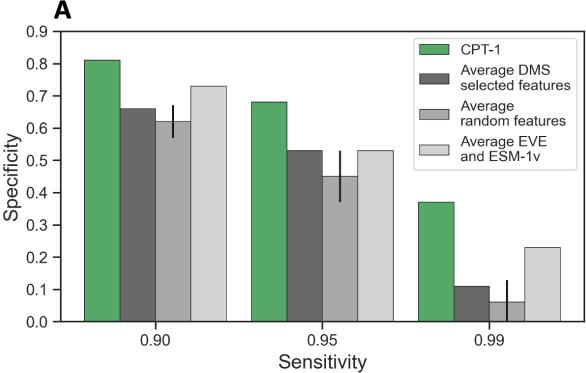 A
0.9
0.8
0.7
0.6
0.5
0.4
0.3
0.2
0.1
0.0
Specificity
CPT-1
Average DMS
selected features
Average
random features
Average EVE
and ESM-1v
0.90
0.95
0.99
Sensitivity